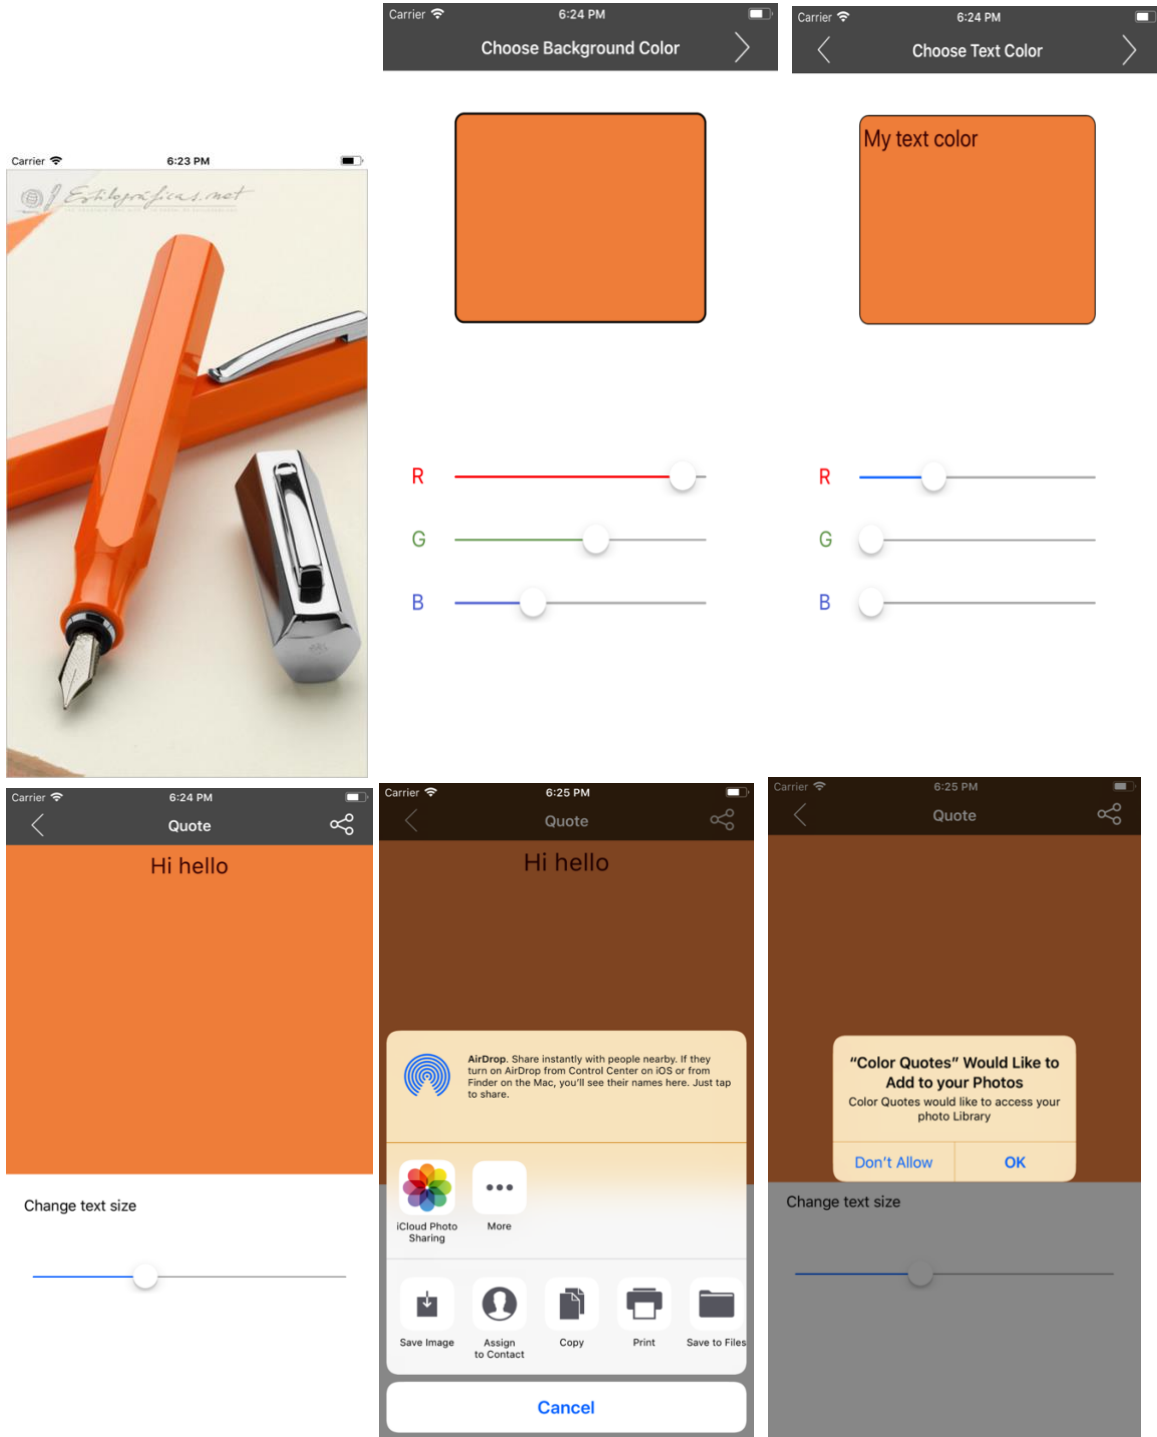 Carrier 6:23 PM
Estilográficas.net
Carrier 6:24 PM
Choose Background Color
R
G
B
Carrier 6:24 PM
Choose Text Color
My text color
R
G
B
Carrier 6:24 PM
Quote
Hi hello
Change text size
Carrier 6:25 PM
Quote
Hi hello
AirDrop. Share instantly with people nearby. If they
turn on AirDrop from Control Center on iOS or from
Finder on the Mac, you'll see their names here. Just tap
to share.
iCloud Photo
Sharing
More
Save Image
Assign
to Contact
Copy
Print
Save to Files
Cancel
Carrier 6:25 PM
Quote
“Color Quotes” Would Like to
Add to your Photos
Color Quotes would like to access your
photo Library
Don't Allow OK
Change text size